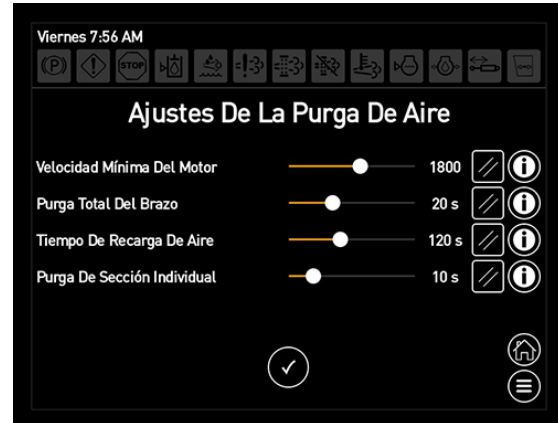 Viernes 7:56 AM
(P) STOP
Ajustes De La Purga De Aire
Velocidad Mínima Del Motor 1800
Purga Total Del Brazo 20 s
Tiempo De Recarga De Aire 120 s
Purga De Sección Individual 10 s